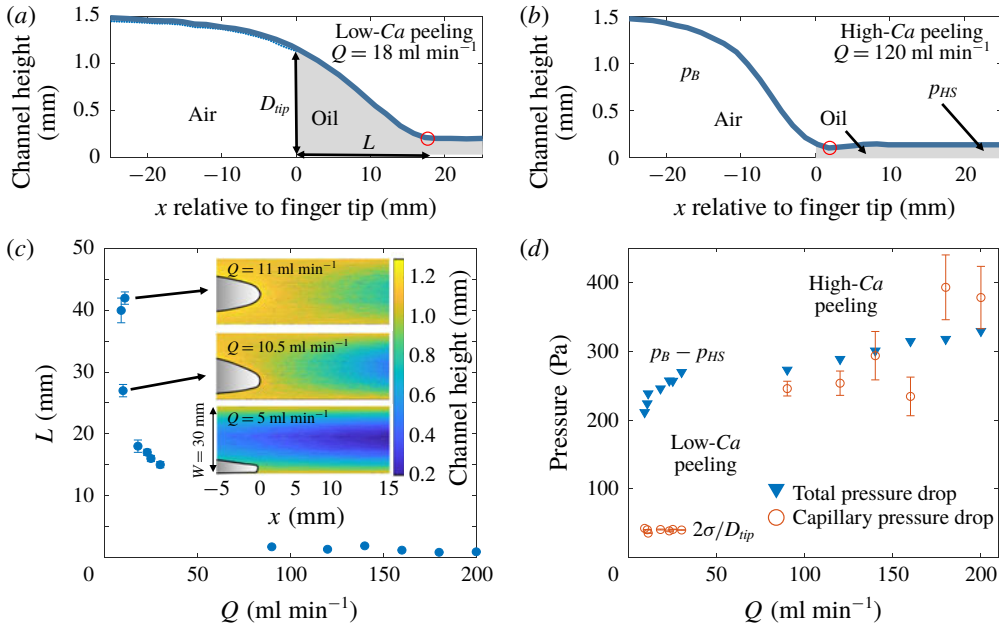 (a)
1.5
1.0
0.5
0
Channel height
(mm)
Low-Ca peeling
Q = 18 ml min⁻¹
D_tip
Air
Oil
L
−20 −10 0 10 20
x relative to finger tip (mm)
(b)
1.5
1.0
0.5
0
Channel height
(mm)
High-Ca peeling
Q = 120 ml min⁻¹
p_B
p_HS
Air
Oil
−20 −10 0 10 20
x relative to finger tip (mm)
(c)
50
40
30
20
10
0
L (mm)
Q = 11 ml min⁻¹
Q = 10.5 ml min⁻¹
Q = 5 ml min⁻¹
W = 30 mm
−5 0 5 15
x (mm)
1.2
1.0
0.8
0.6
0.4
0.2
Channel height (mm)
50 100 150 200
Q (ml min⁻¹)
(d)
400
300
200
100
0
Pressure (Pa)
High-Ca
peeling
p_B − p_HS
Low-Ca
peeling
Total pressure drop
Capillary pressure drop
2σ/D_tip
50 100 150 200
Q (ml min⁻¹)